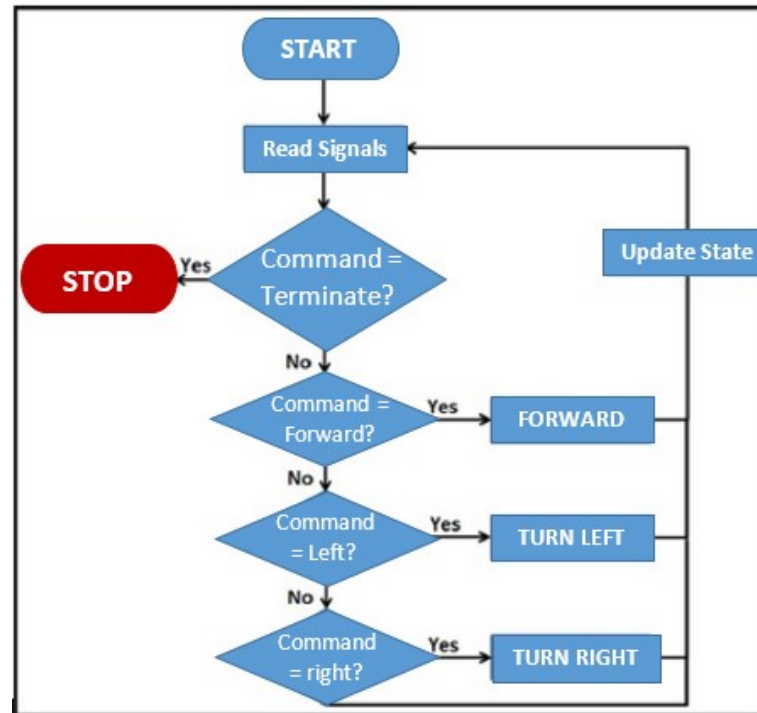 START
Read Signals
Update State
Command =
Terminate?
Yes
STOP
No
Command =
Forward?
Yes
FORWARD
No
Command
= Left?
Yes
TURN LEFT
No
Command
= right?
Yes
TURN RIGHT